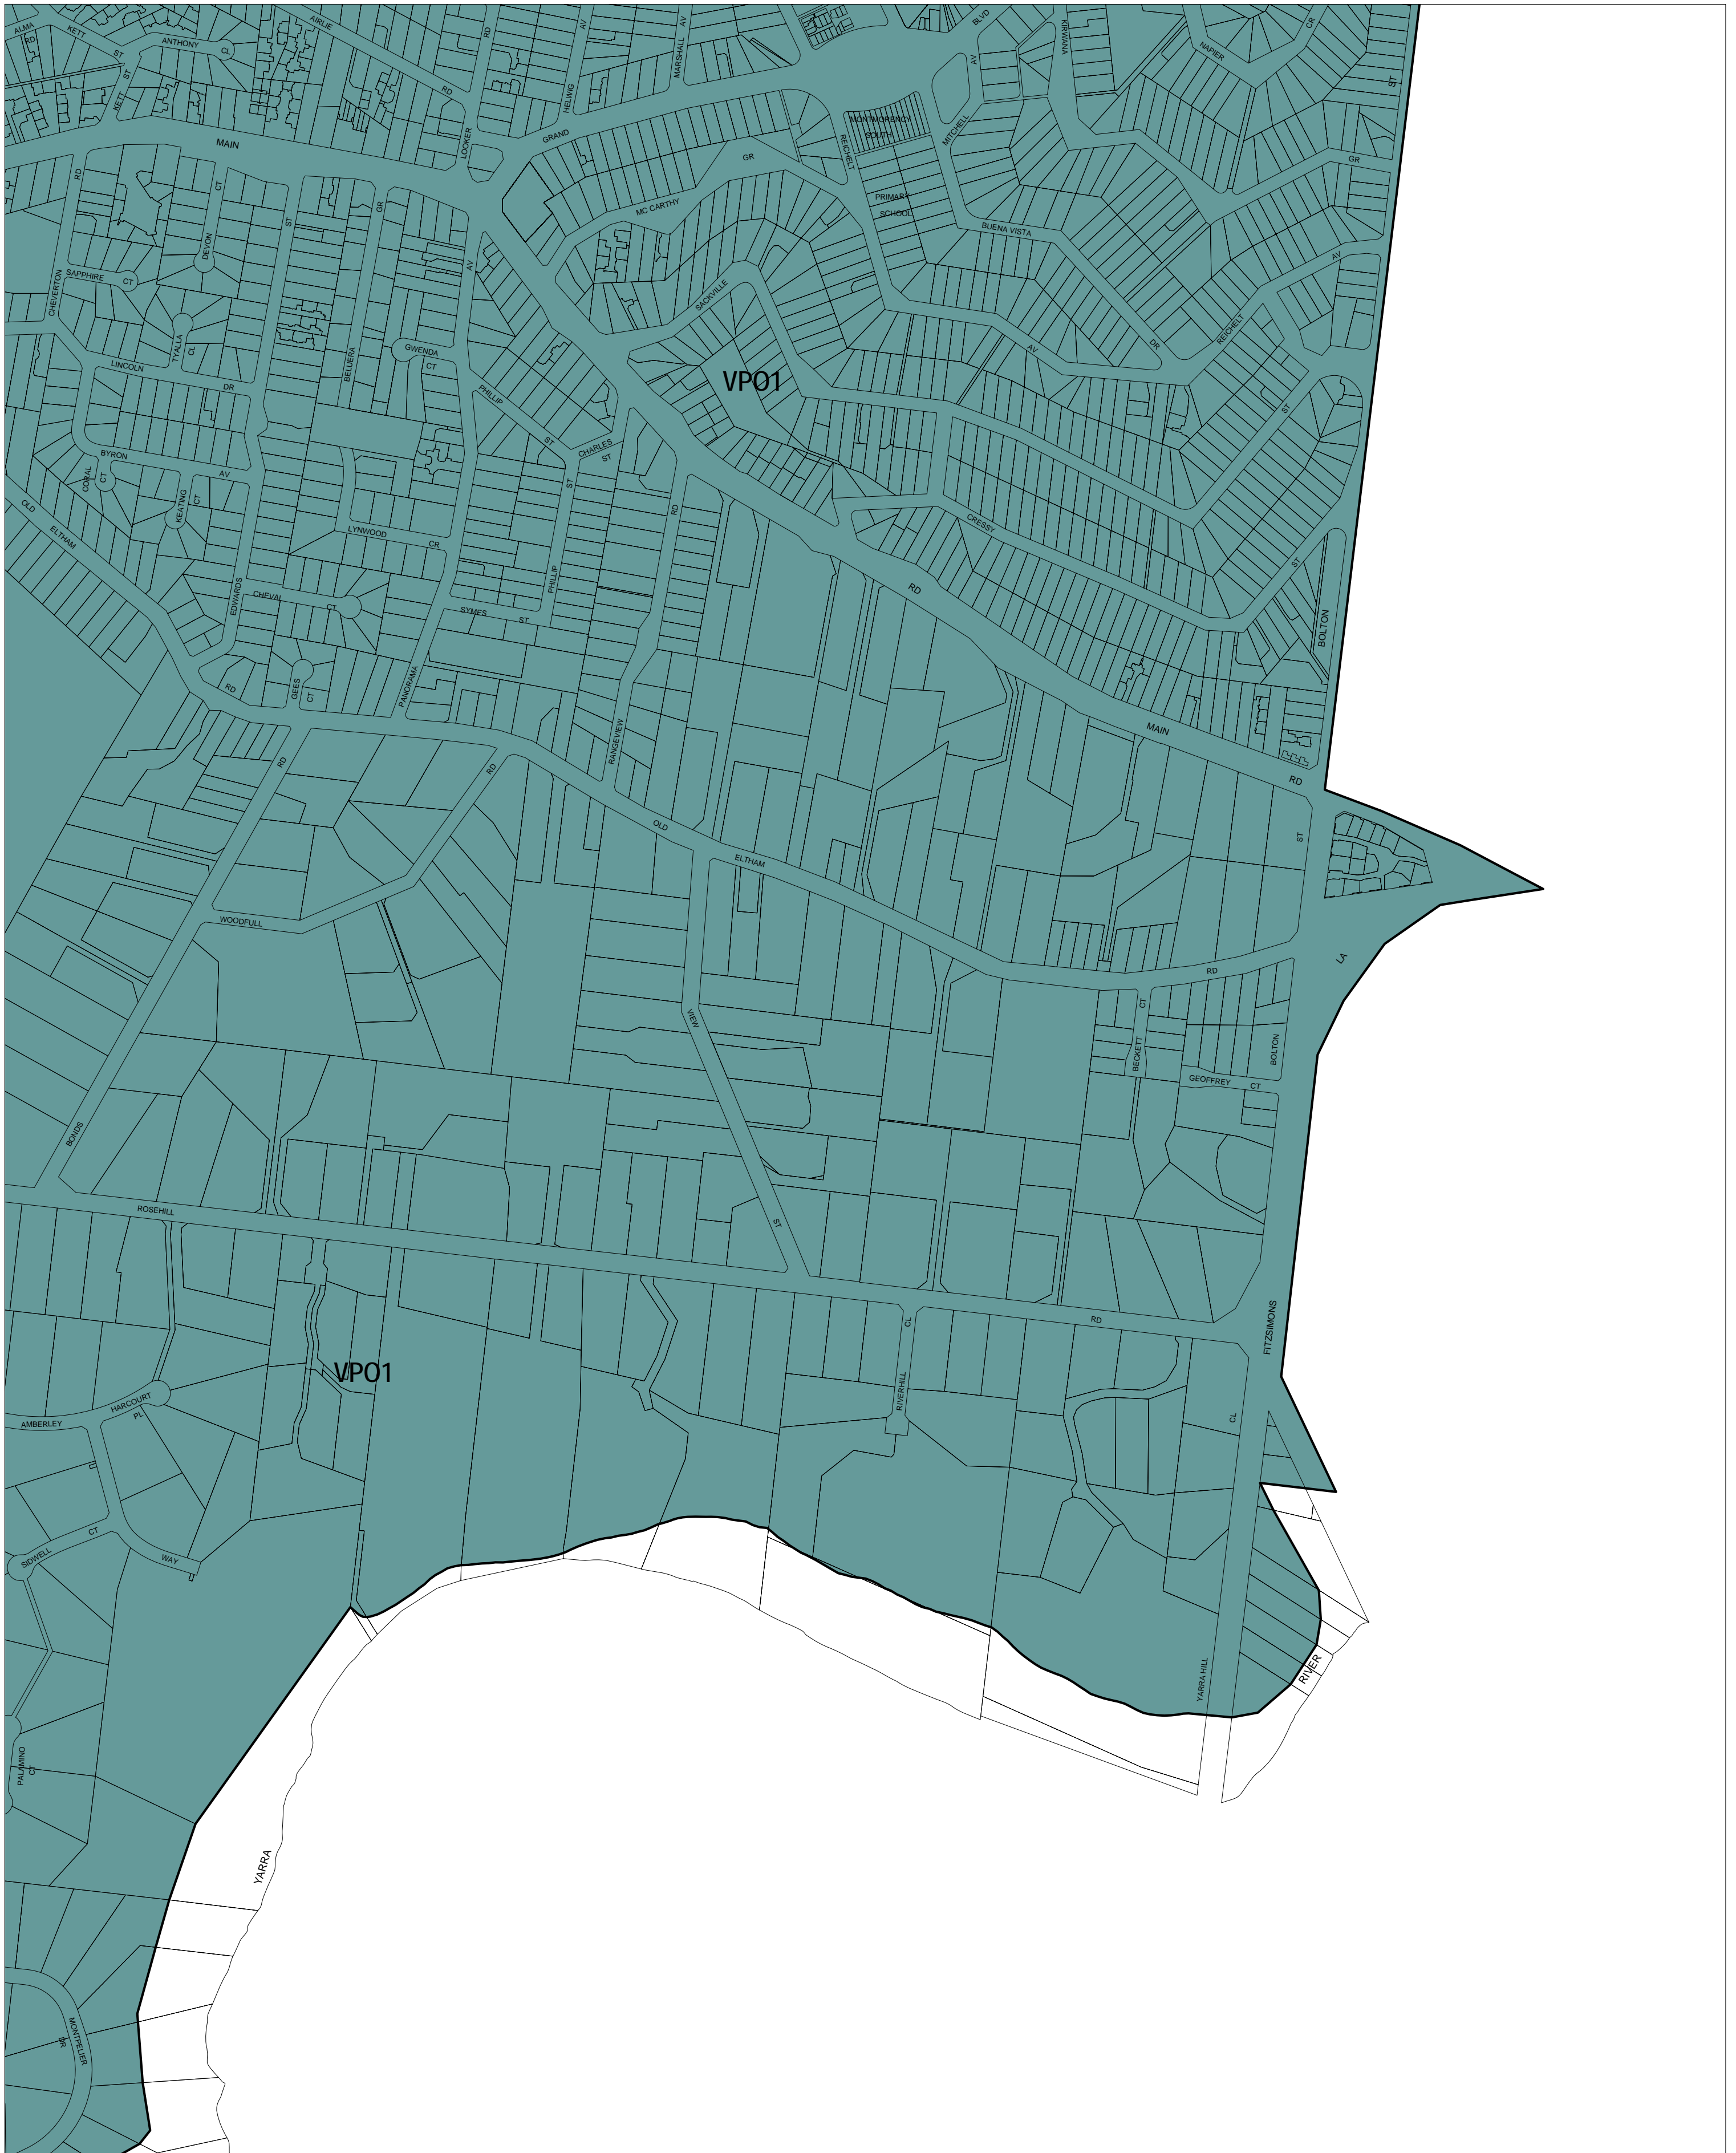 ALMA
RD
KETT
ST
ANTHONY
CL
AIRLIE
RD
RD
AV
HELWIG
AV
MARSHALL
BLVD
KIRWANA
NAPIER
CR
ST
KETT
ST
MAIN
LOOKER
GRAND
MONTMORENCY
SOUTH
REICHELT
AV
MITCHELL
GR
GR
RD
CT
DEVON
ST
GR
MC CARTHY
PRIMARY
SCHOOL
BUENA VISTA
CHEVERTON
SAPPHIRE
CT
AV
SACKVILLE
AV
TYALLA
CL
BELUERA
GWENDA
CT
REICHELT
DR
AV
LINCOLN
DR
VPO1
PHILLIP
ST
ST
CHARLES
ST
BYRON
AV
CORAL
CT
KEATING
CT
OLD
ELTHAM
ST
RD
LYNWOOD
CR
CRESSY
ST
EDWARDS
CHEVAL
CT
PHILLIP
SYMES
ST
RD
BOLTON
GEES
CT
RD
PANORAMA
RANGEVIEW
MAIN
RD
RD
RD
OLD
ELTHAM
ST
WOODFULL
RD
LA
VIEW
CT
BECKETT
BOLTON
GEOFFREY
CT
BONDS
ROSEHILL
ST
RD
FITZSIMONS
CL
RIVERHILL
VPO1
AMBERLEY
HARCOURT
PL
CL
SIDWELL
CT
WAY
YARRA HILL
RIVER
PALAMINO
CT
YARRA
MONTPELIER
DR